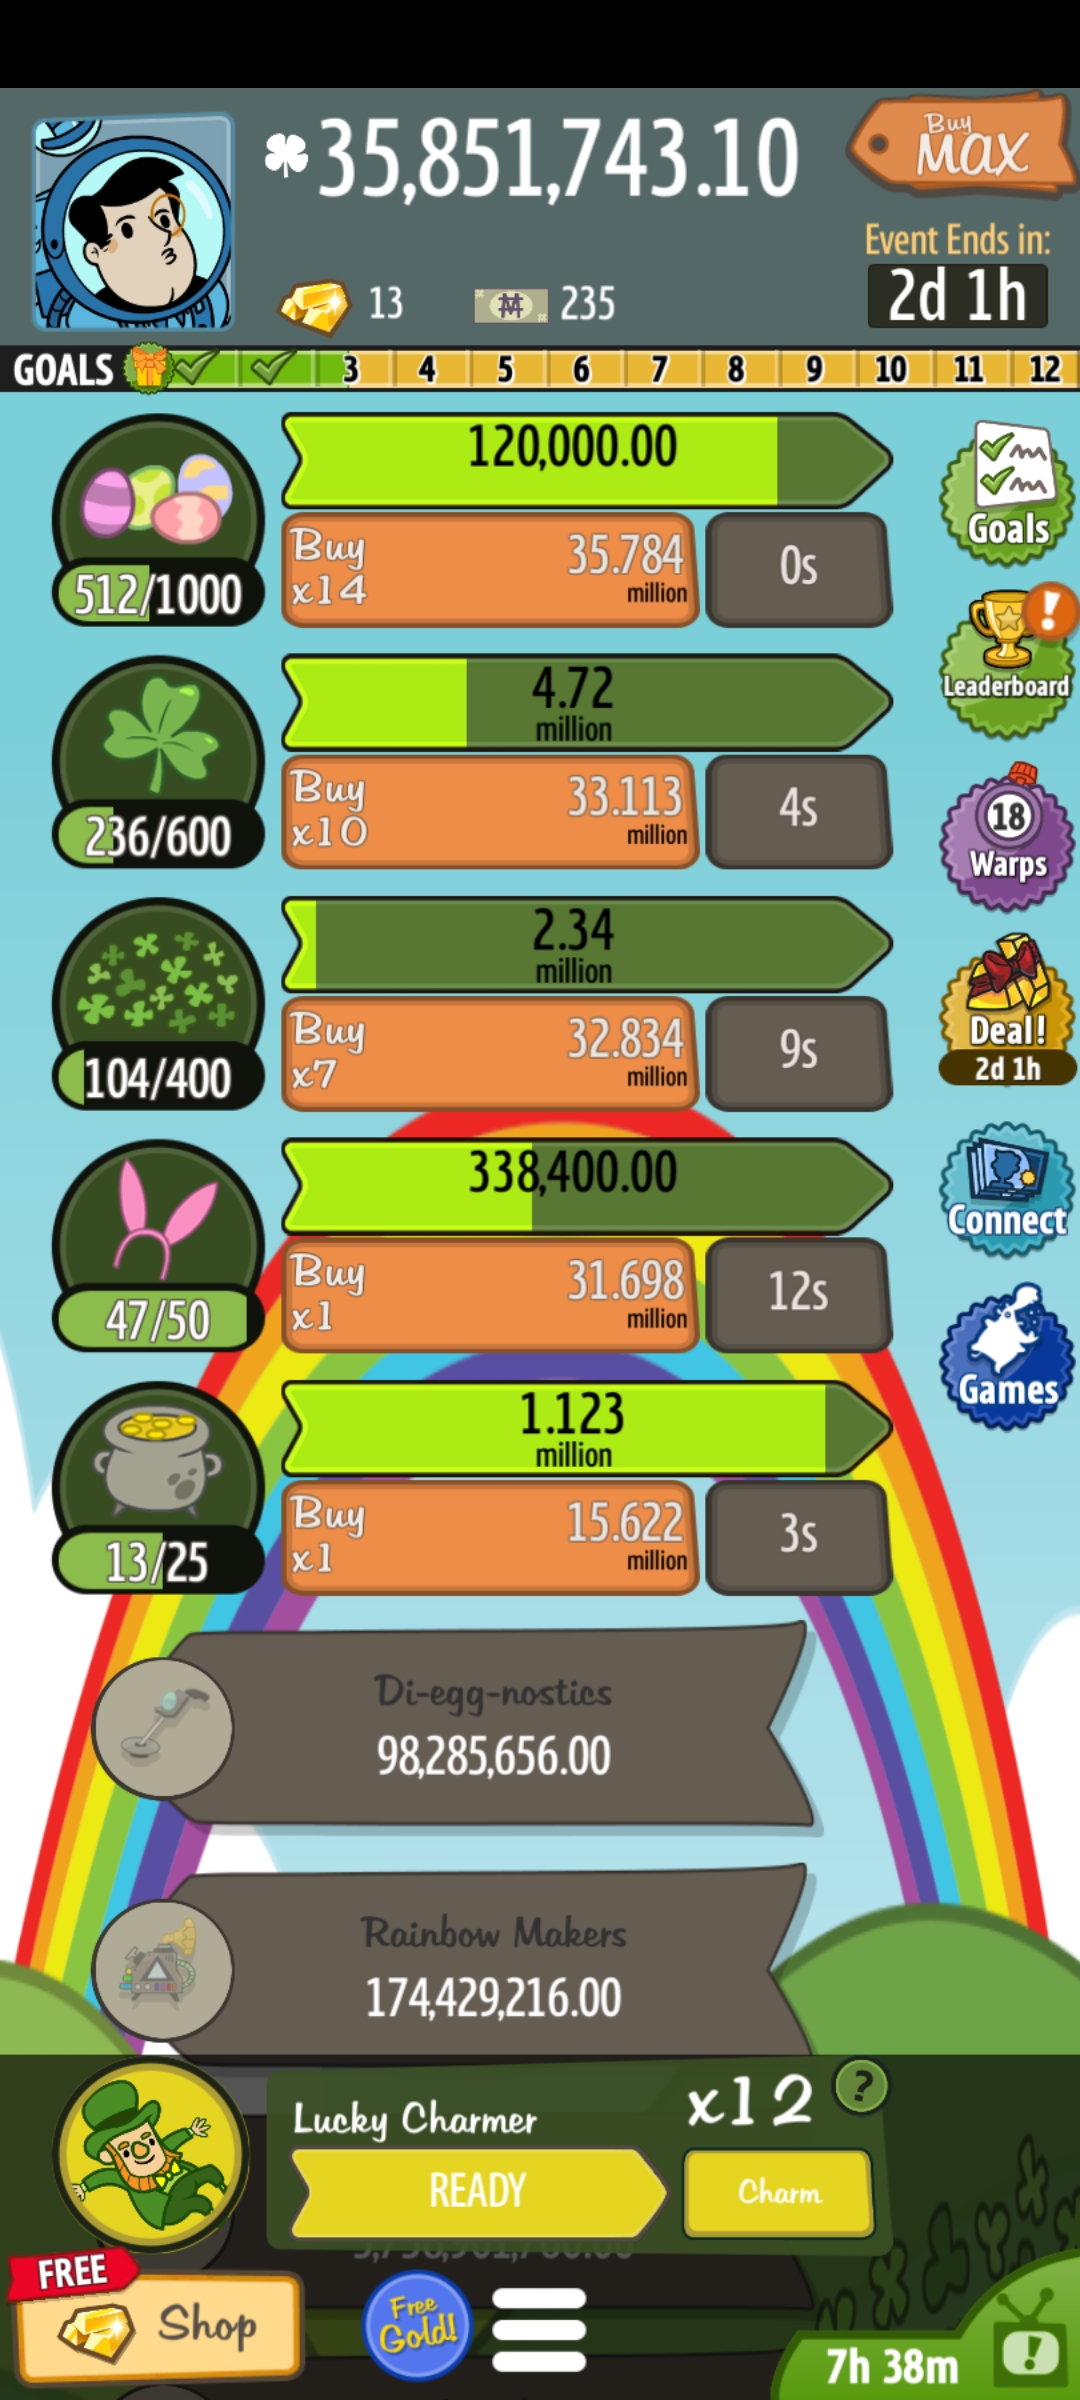 35,851,743.10
Buy
MAX
Event Ends in:
2d 1h
13
235
GOALS
3 4 5 6 7 8 9 10 11 12
120,000.00
Buy
x14
35.784
million
0s
512/1000
Goals
4.72
million
Buy
x10
33.113
million
4s
236/600
!
Leaderboard
2.34
million
Buy
x7
32.834
million
9s
104/400
18
Warps
Deal!
2d 1h
338,400.00
Buy
x1
31.698
million
12s
47/50
Connect
1.123
million
Buy
x1
15.622
million
3s
13/25
Games
Di-egg-nostics
98,285,656.00
Rainbow Makers
174,429,216.00
Lucky Charmer
x12
?
READY
Charm
FREE
Shop
Free
Gold!
7h 38m
!